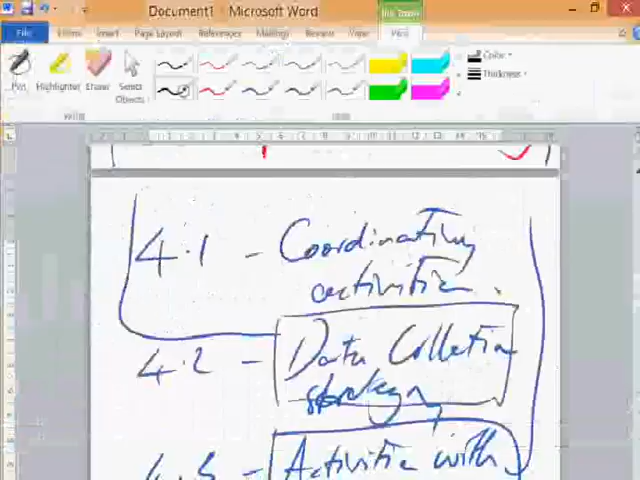 Document1 - Microsoft Word
Ink Tools
File Home Insert Page Layout References Mailings Review View Pens
Pen Highlighter Eraser Select Objects
Color
Thickness
4.1 - Coordinating
activities.
4.2 - Data Collection
strategy
Activities with